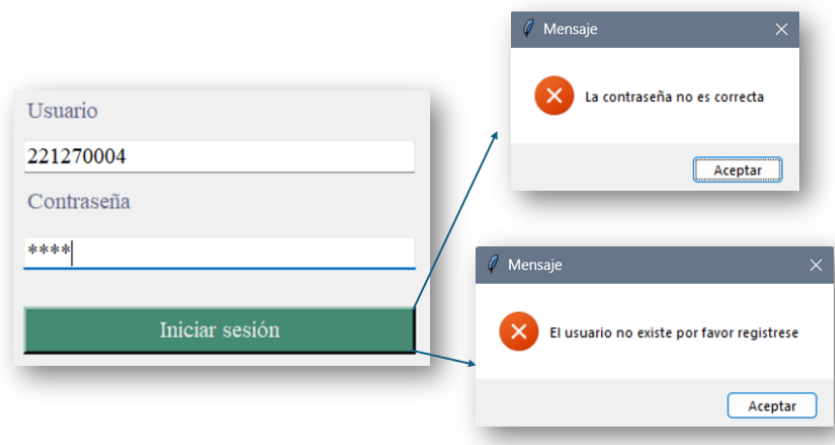 Usuario
221270004
Contraseña
****
Iniciar sesión
Mensaje
La contraseña no es correcta
Aceptar
Mensaje
El usuario no existe por favor registrese
Aceptar